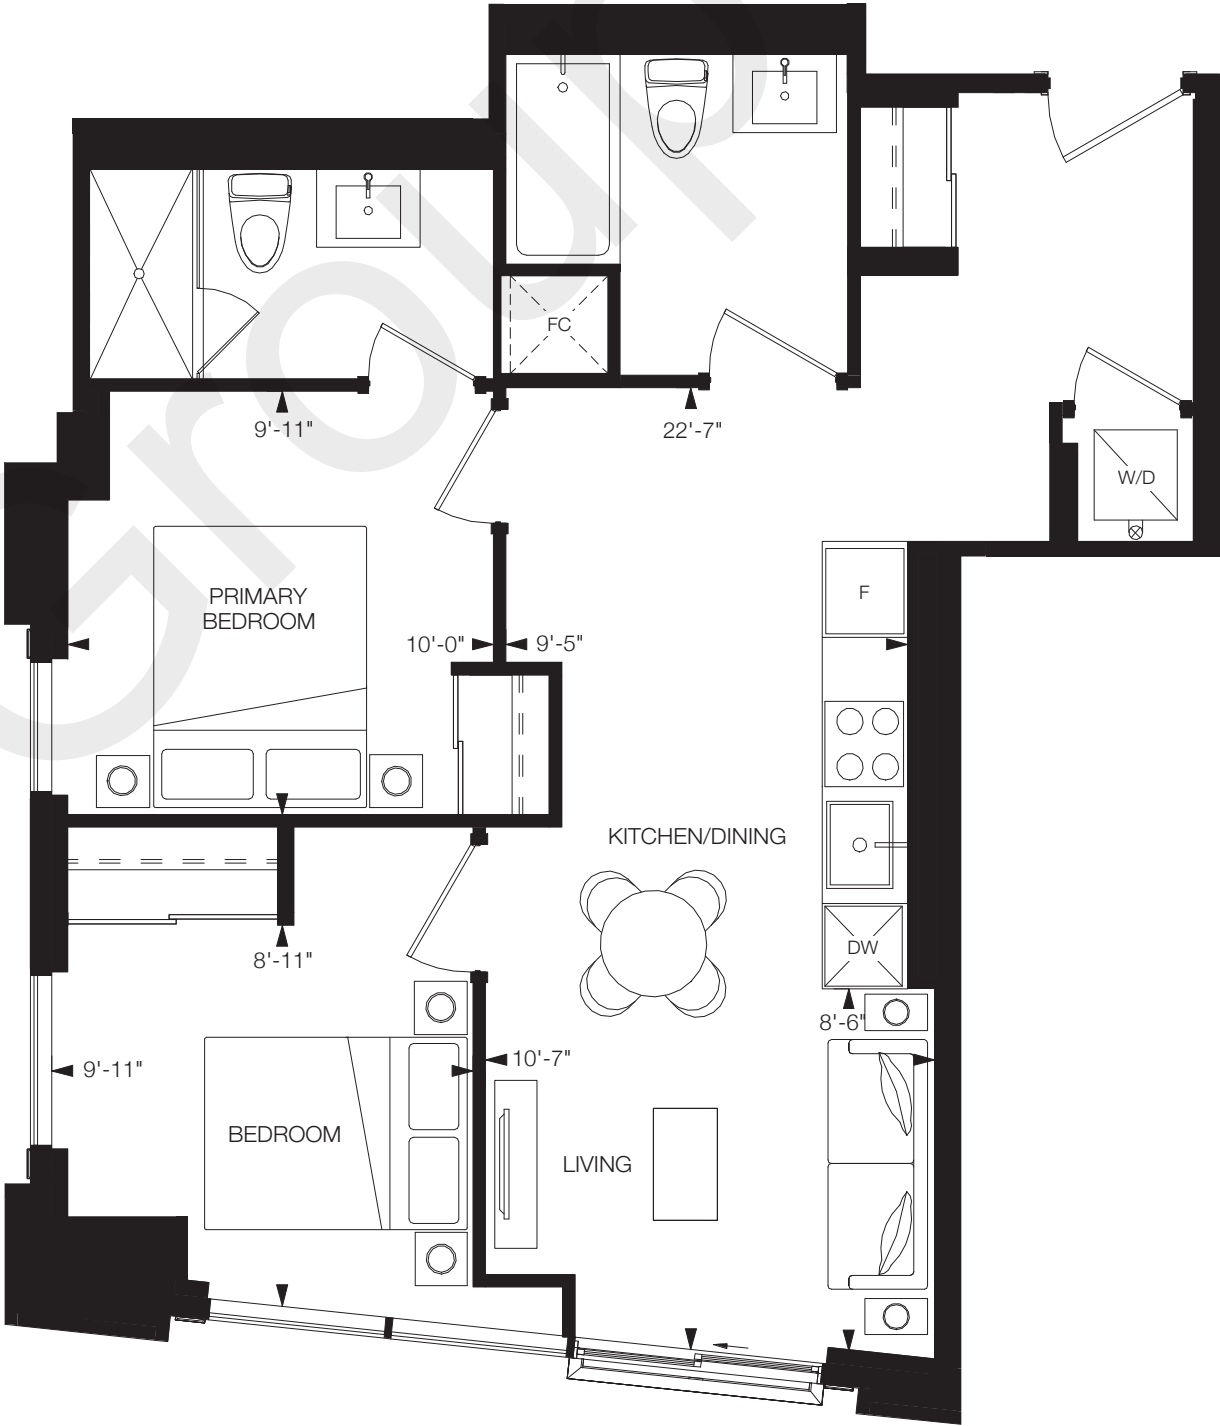 Group
FC
9'-11"
22'-7"
W/D
PRIMARY
BEDROOM
F
10'-0"
9'-5"
KITCHEN/DINING
DW
8'-11"
8'-6"
9'-11"
10'-7"
BEDROOM
LIVING